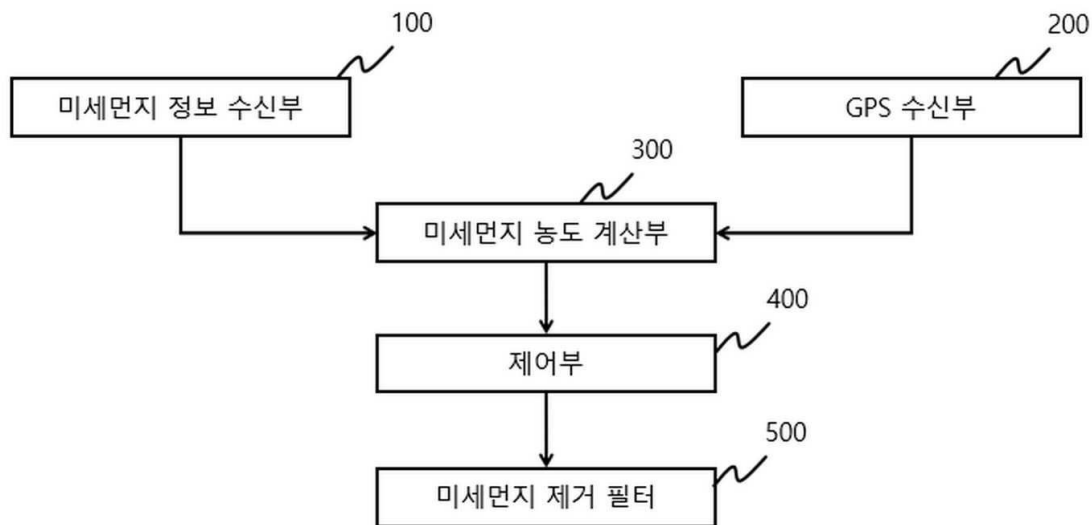 100
미세먼지 정보 수신부
200
GPS 수신부
300
미세먼지 농도 계산부
400
제어부
500
미세먼지 제거 필터